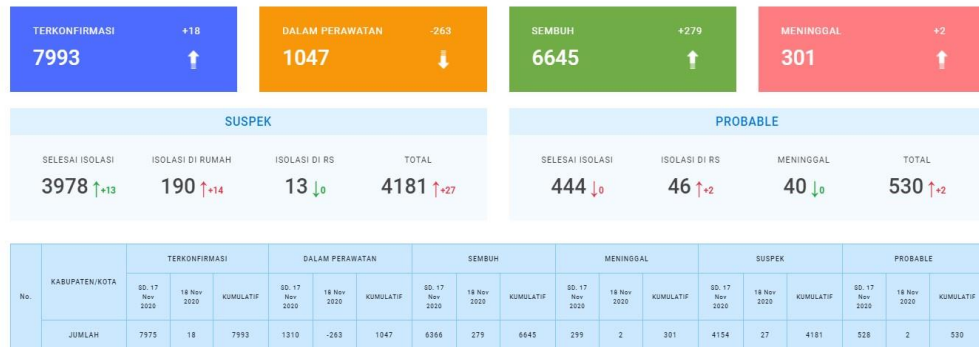 TERKONFIRMASI +18
7993
DALAM PERAWATAN -263
1047
SEMBUH +279
6645
MENINGGAL +2
301
SUSPEK
SELESAI ISOLASI ISOLASI DI RUMAH ISOLASI DI RS TOTAL
3978 ↑+13 190 ↑+14 13 ↓0 4181 ↑+27
PROBABLE
SELESAI ISOLASI ISOLASI DI RS MENINGGAL TOTAL
444 ↓0 46 ↑+2 40 ↓0 530 ↑+2
No. KABUPATEN/KOTA TERKONFIRMASI DALAM PERAWATAN SEMBUH MENINGGAL SUSPEK PROBABLE
SD. 17 Nov 2020 18 Nov 2020 KUMULATIF SD. 17 Nov 2020 18 Nov 2020 KUMULATIF SD. 17 Nov 2020 18 Nov 2020 KUMULATIF SD. 17 Nov 2020 18 Nov 2020 KUMULATIF SD. 17 Nov 2020 18 Nov 2020 KUMULATIF SD. 17 Nov 2020 18 Nov 2020 KUMULATIF
JUMLAH 7975 18 7993 1310 -263 1047 6366 279 6645 299 2 301 4154 27 4181 528 2 530